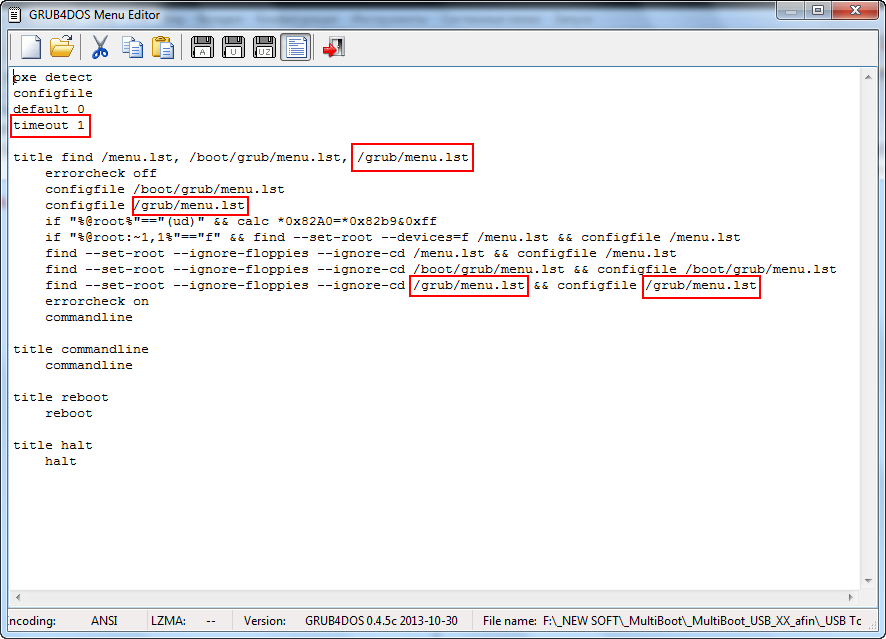 GRUB4DOS Menu Editor
A U UZ
pxe detect
configfile
default 0
timeout 1
title find /menu.lst, /boot/grub/menu.lst, /grub/menu.lst
errorcheck off
configfile /boot/grub/menu.lst
configfile /grub/menu.lst
if "%@root%"=="(ud)" && calc *0x82A0=*0x82b9&0xff
if "%@root:~1,1%"=="f" && find --set-root --devices=f /menu.lst && configfile /menu.lst
find --set-root --ignore-floppies --ignore-cd /menu.lst && configfile /menu.lst
find --set-root --ignore-floppies --ignore-cd /boot/grub/menu.lst && configfile /boot/grub/menu.lst
find --set-root --ignore-floppies --ignore-cd /grub/menu.lst && configfile /grub/menu.lst
errorcheck on
commandline
title commandline
commandline
title reboot
reboot
title halt
halt
ncoding: ANSI LZMA: -- Version: GRUB4DOS 0.4.5c 2013-10-30 File name: F:\_NEW SOFT\_MultiBoot\_MultiBoot_USB_XX_afin\_USB Tc